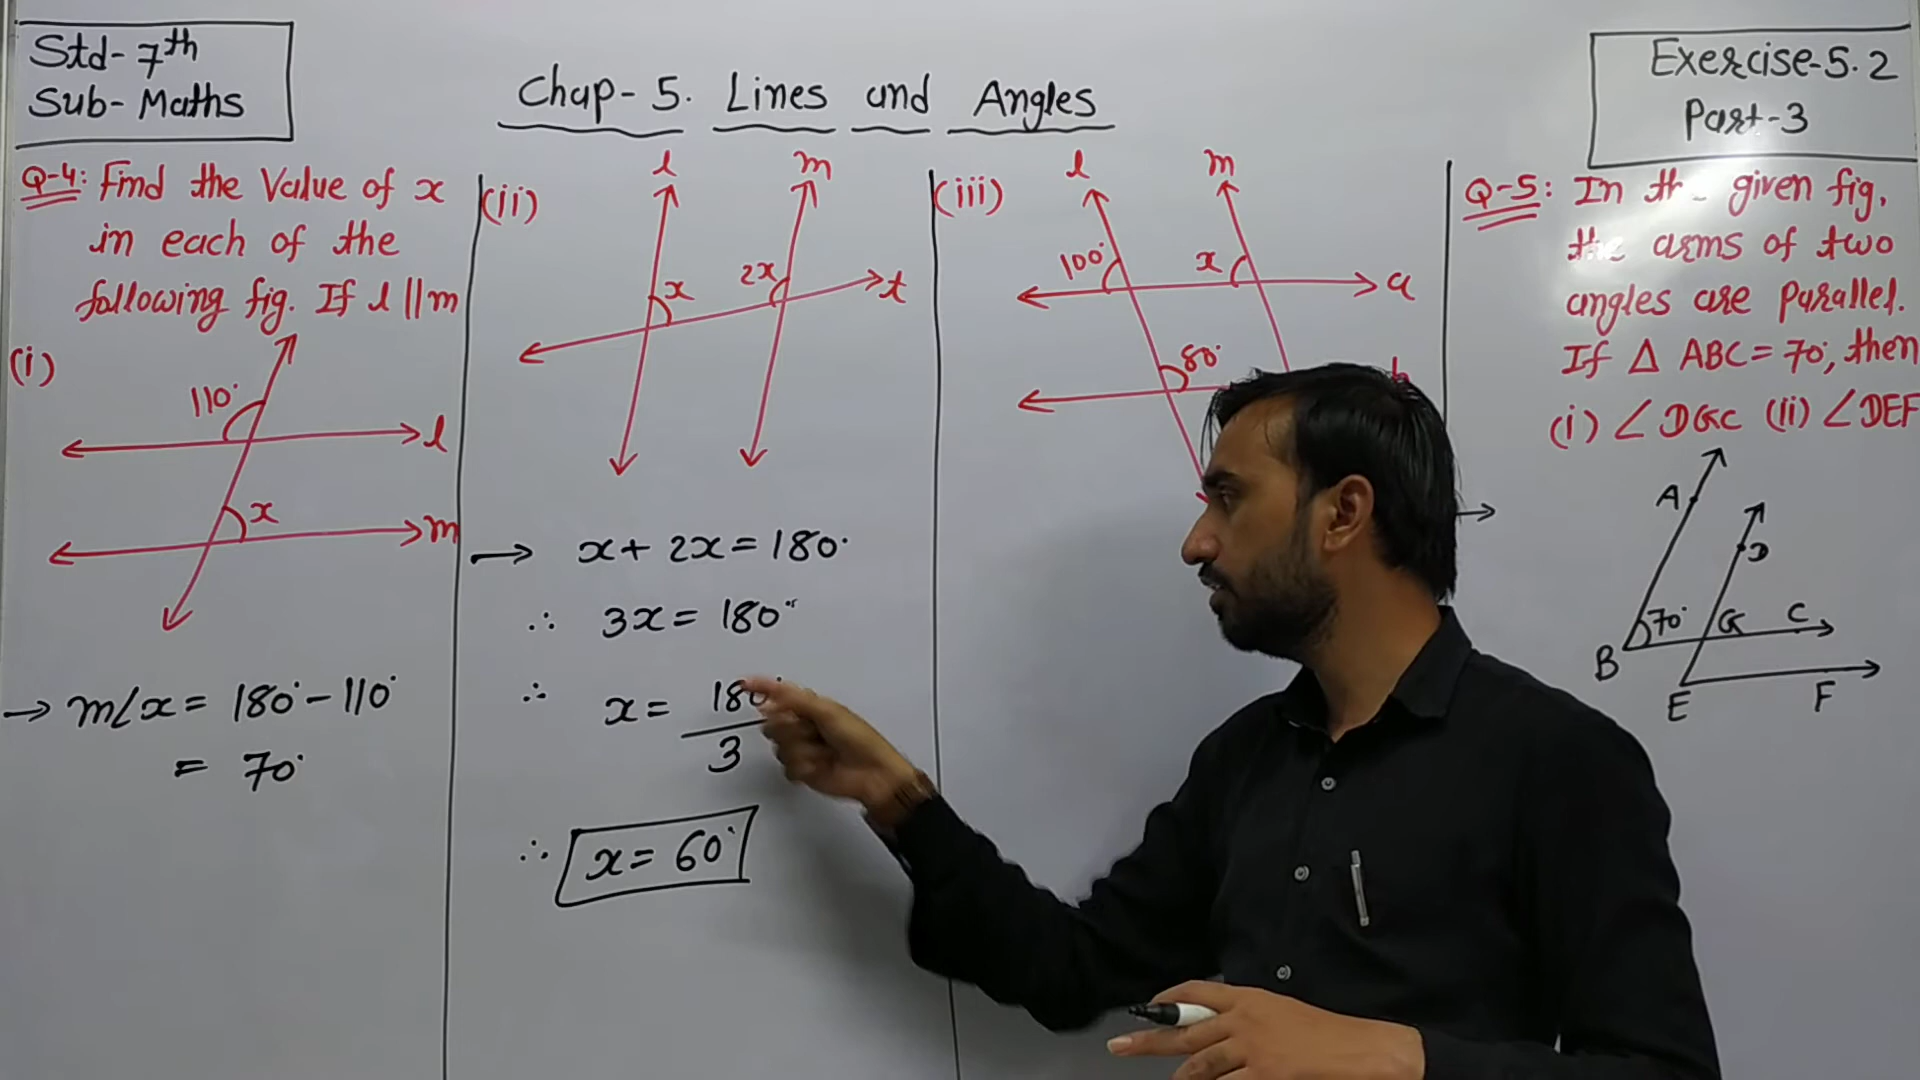 Std- 7th
Sub- Maths
Chap- 5. Lines and Angles
Exercise-5.2
Part-3
Q-4: Find the Value of x
in each of the
following fig. If l || m
(i)
110°
l
x
m
→ m∠x = 180° - 110°
= 70°
(ii)
l
m
x
2x
t
→ x + 2x = 180°
∴ 3x = 180°
∴ x = 180°
3
∴ x = 60°
(iii)
l
m
100°
x
a
80°
Q-5: In given fig,
arms of two
angles are Parallel.
If Δ ABC = 70°, then
(i) ∠DGC (ii) ∠DEF
→
A
D
70°
G
C
B
E
F